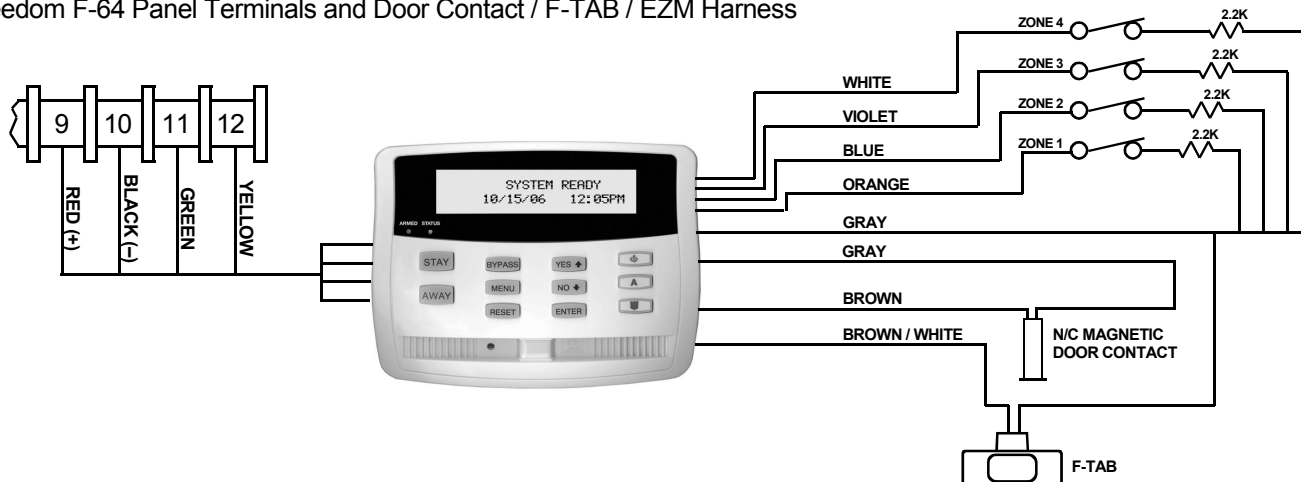 eedom F-64 Panel Terminals and Door Contact / F-TAB / EZM Harness
9 10 11 12
RED (+)
BLACK (–)
GREEN
YELLOW
SYSTEM READY
10/15/06 12:05PM
ARMED STATUS
STAY
AWAY
BYPASS
MENU
RESET
YES
NO
ENTER
A
WHITE
VIOLET
BLUE
ORANGE
GRAY
GRAY
BROWN
BROWN / WHITE
ZONE 4
2.2K
ZONE 3
2.2K
ZONE 2
2.2K
ZONE 1
2.2K
N/C MAGNETIC
DOOR CONTACT
F-TAB